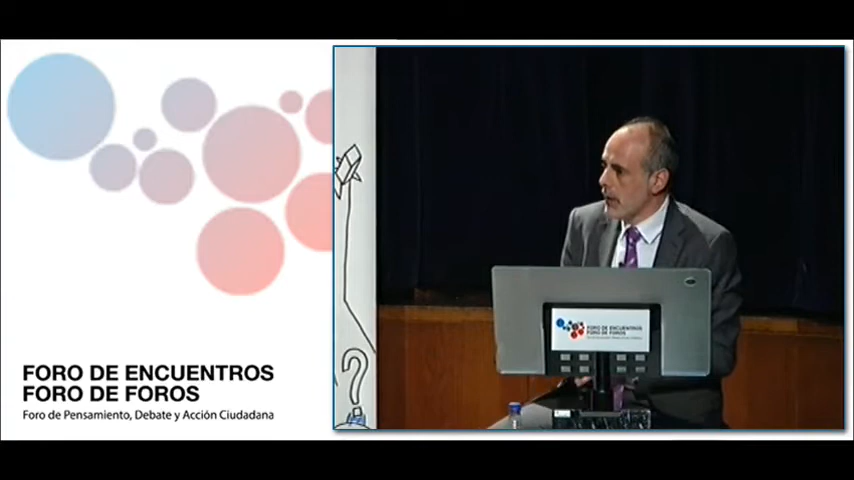 FORO DE ENCUENTROS
FORO DE FOROS
Foro de Pensamiento, Debate y Acción Ciudadana
FORO DE ENCUENTROS
FORO DE FOROS
?